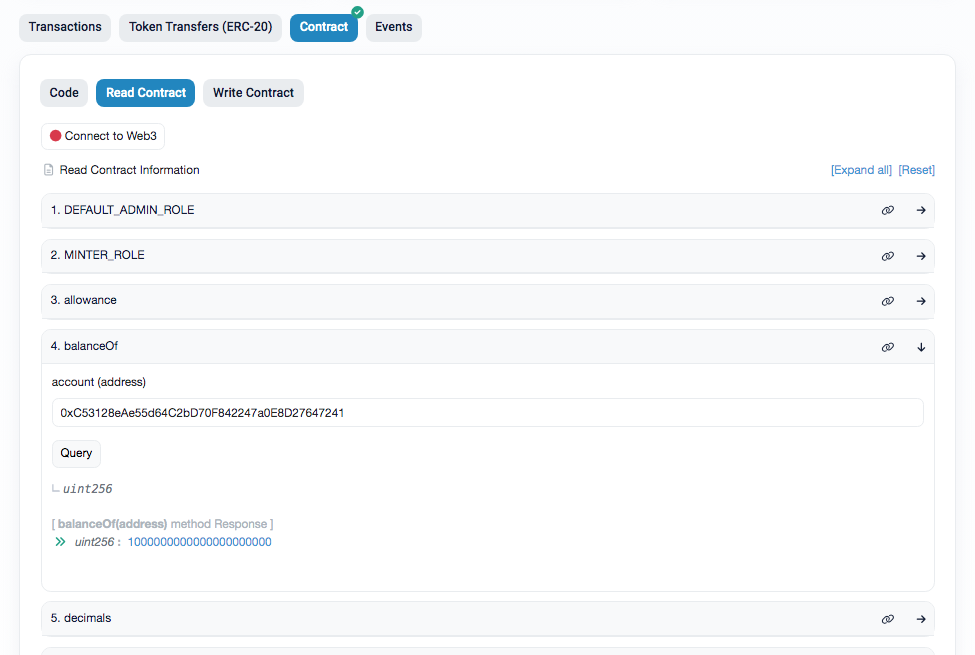 Transactions Token Transfers (ERC-20) Contract Events
Code Read Contract Write Contract
Connect to Web3
Read Contract Information [Expand all] [Reset]
1. DEFAULT_ADMIN_ROLE
2. MINTER_ROLE
3. allowance
4. balanceOf
account (address)
0xC53128eAe55d64C2bD70F842247a0E8D27647241
Query
uint256
[ balanceOf(address) method Response ]
uint256 : 1000000000000000000000
5. decimals